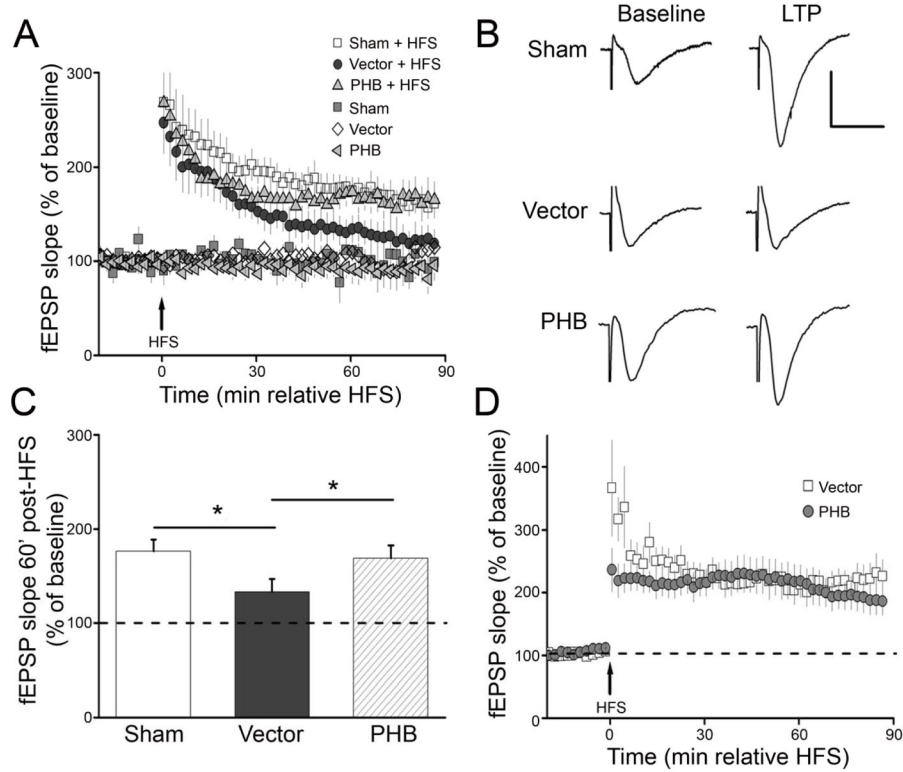 A
Sham + HFS
Vector + HFS
PHB + HFS
Sham
Vector
PHB
300
200
100
0
fEPSP slope (% of baseline)
HFS
0
30
60
90
Time (min relative HFS)
B
Baseline
LTP
Sham
Vector
PHB
C
300
200
100
0
fEPSP slope 60' post-HFS
(% of baseline)
*
*
Sham
Vector
PHB
D
400
300
200
100
0
fEPSP slope (% of baseline)
Vector
PHB
HFS
0
30
60
90
Time (min relative HFS)